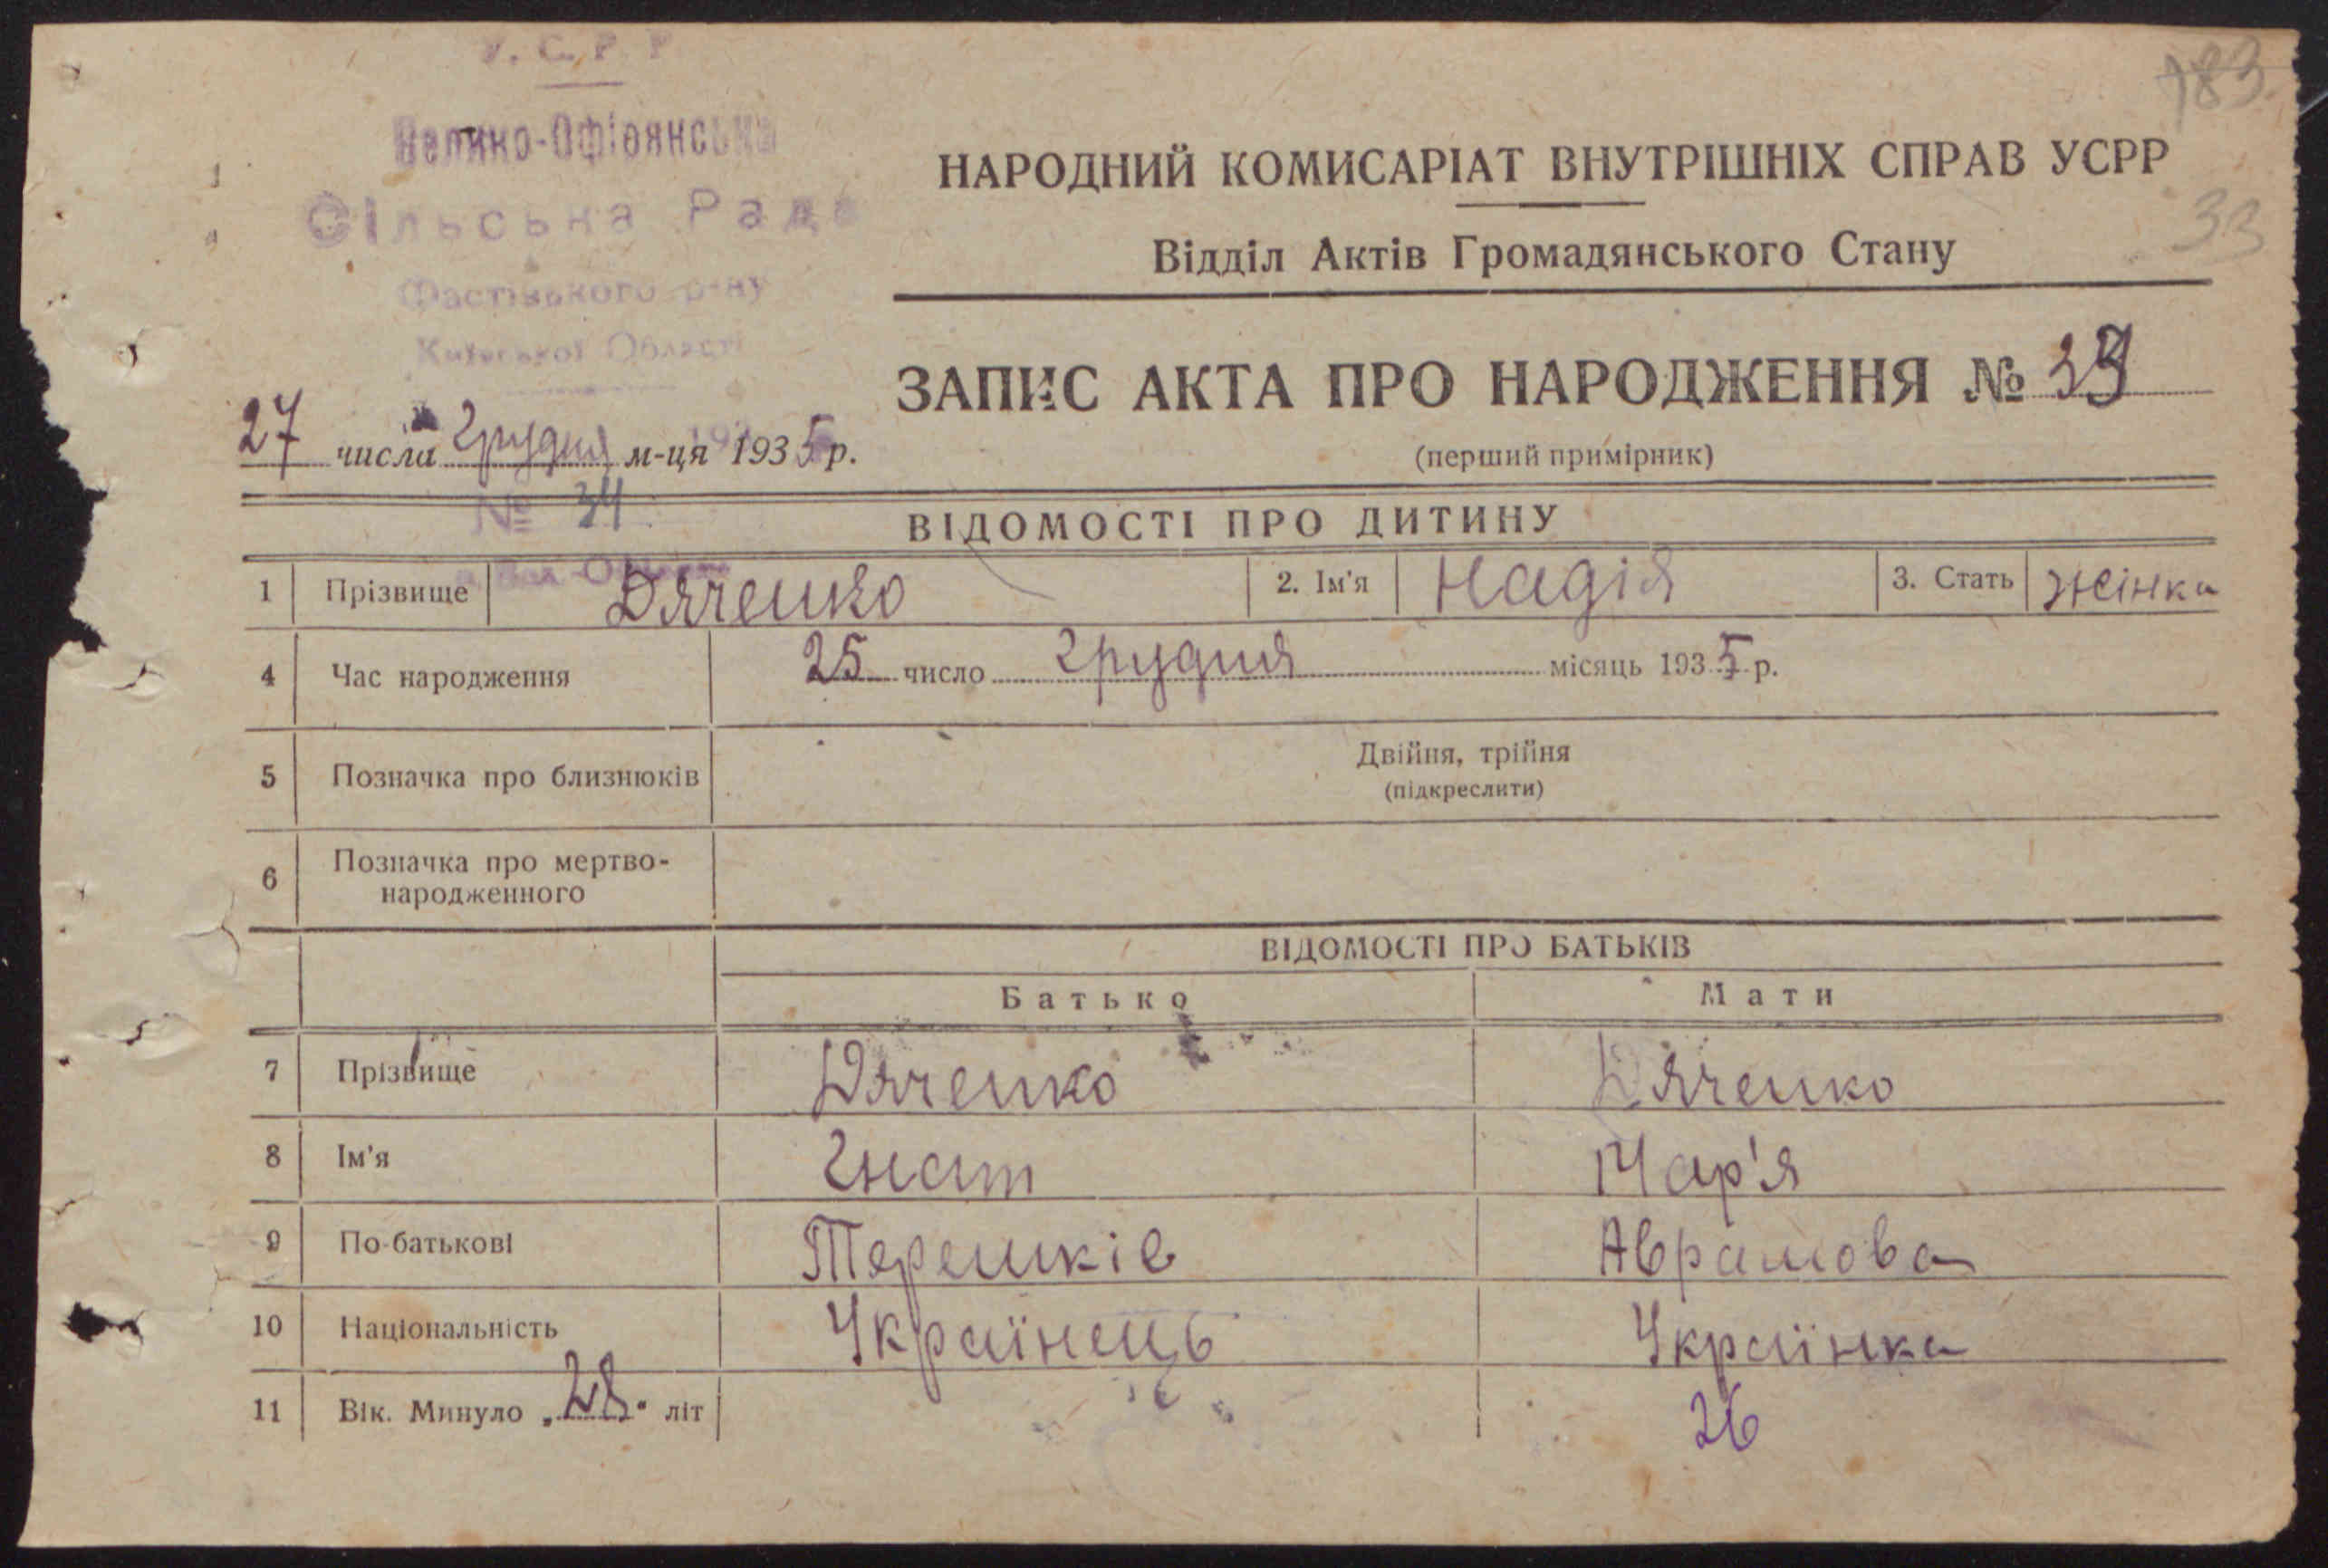 У. С. Р. Р.
Велико-Офірянська
Сільська Рада
Фастівського р-ну
Київської Області
183
33
НАРОДНИЙ КОМИСАРІАТ ВНУТРІШНІХ СПРАВ УСРР
Відділ Актів Громадянського Стану
ЗАПИС АКТА ПРО НАРОДЖЕННЯ № 39
27 числа грудня м-ця 1935 р.
(перший примірник)
№ 34
ВІДОМОСТІ ПРО ДИТИНУ
1 Прізвище Дяченко 2. Ім'я Надія 3. Стать жінка
4 Час народження 25 число грудня місяць 1935 р.
5 Позначка про близнюків Двійня, трійня
(підкреслити)
6 Позначка про мертво-
народженного
ВІДОМОСТІ ПРО БАТЬКІВ
Батько Мати
7 Прізвище Дяченко Дяченко
8 Ім'я Гнат Мар'я
9 По-батькові Терешків Аврамова
10 Національність Українець Українка
11 Вік. Минуло „28" літ 26